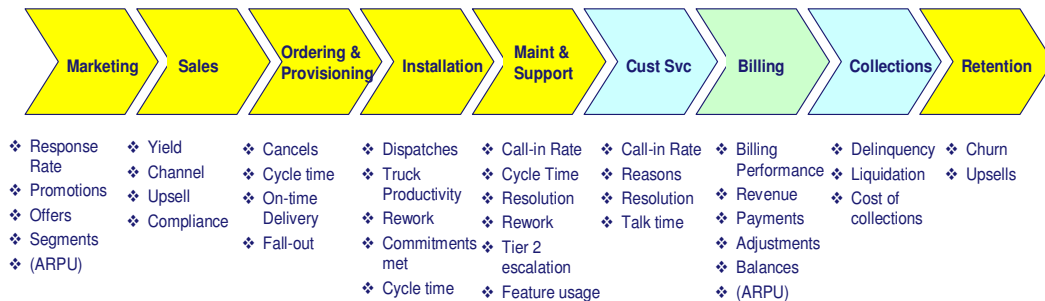 Marketing
Sales
Ordering &
Provisioning
Installation
Maint &
Support
Cust Svc
Billing
Collections
Retention
❖ Response
Rate
❖ Promotions
❖ Offers
❖ Segments
❖ (ARPU)
❖ Yield
❖ Channel
❖ Upsell
❖ Compliance
❖ Cancels
❖ Cycle time
❖ On-time
Delivery
❖ Fall-out
❖ Dispatches
❖ Truck
Productivity
❖ Rework
❖ Commitments
met
❖ Cycle time
❖ Call-in Rate
❖ Cycle Time
❖ Resolution
❖ Rework
❖ Tier 2
escalation
❖ Feature usage
❖ Call-in Rate
❖ Reasons
❖ Resolution
❖ Talk time
❖ Billing
Performance
❖ Revenue
❖ Payments
❖ Adjustments
❖ Balances
❖ (ARPU)
❖ Delinquency
❖ Liquidation
❖ Cost of
collections
❖ Churn
❖ Upsells